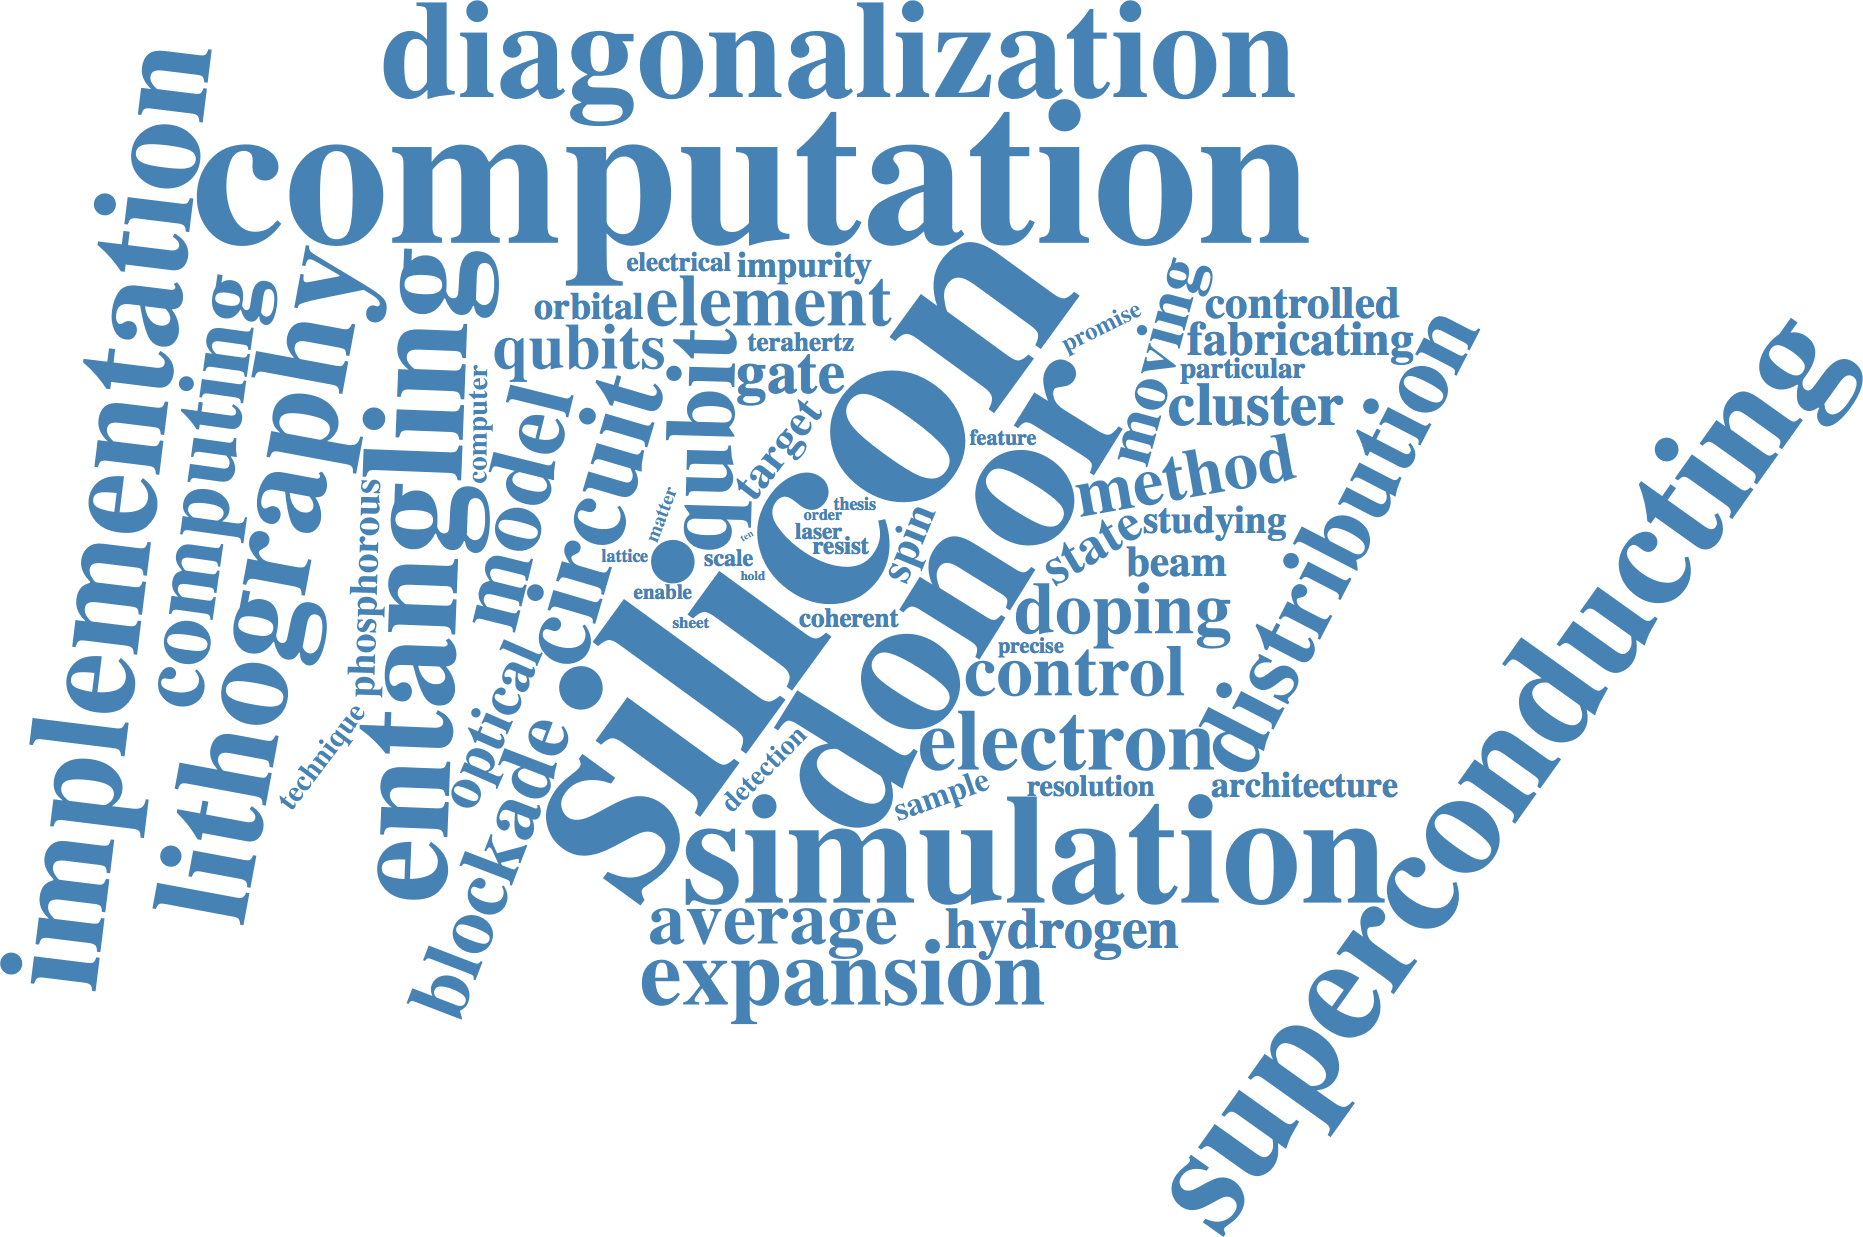 diagonalization
computation
implementation
computing
lithography
entangling
electrical
impurity
orbital
element
qubits
terahertz
gate
qubit
computer
model
circuit
phosphorous
technique
optical
blockade
matter
target
lattice
scale
ten
hold
enable
sheet
silicon
thesis
order
laser
resist
coherent
spin
donor
feature
promise
moving
controlled
fabricating
particular
cluster
method
state
studying
beam
doping
precise
control
distribution
electron
detection
sample
resolution
architecture
simulation
average
hydrogen
expansion
superconducting